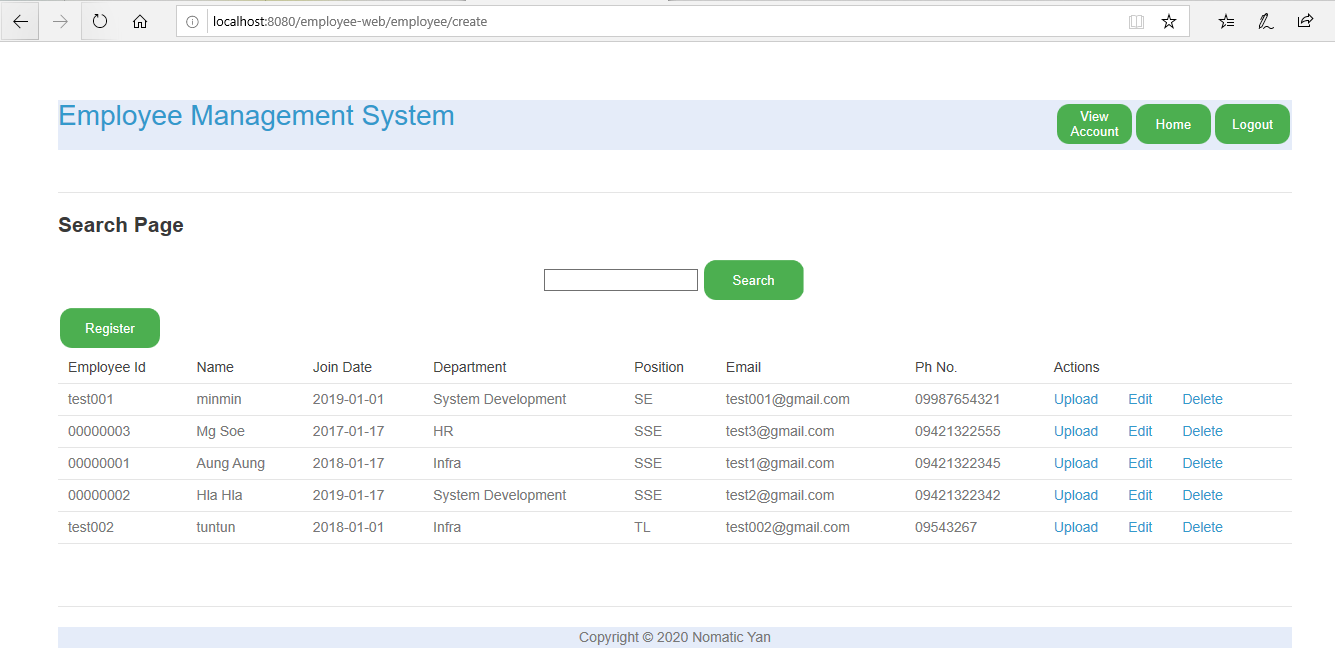 localhost:8080/employee-web/employee/create
Employee Management System
View Account
Home
Logout
Search Page
Search
Register
Employee Id Name Join Date Department Position Email Ph No. Actions
test001 minmin 2019-01-01 System Development SE test001@gmail.com 09987654321 Upload Edit Delete
00000003 Mg Soe 2017-01-17 HR SSE test3@gmail.com 09421322555 Upload Edit Delete
00000001 Aung Aung 2018-01-17 Infra SSE test1@gmail.com 09421322345 Upload Edit Delete
00000002 Hla Hla 2019-01-17 System Development SSE test2@gmail.com 09421322342 Upload Edit Delete
test002 tuntun 2018-01-01 Infra TL test002@gmail.com 09543267 Upload Edit Delete
Copyright © 2020 Nomatic Yan